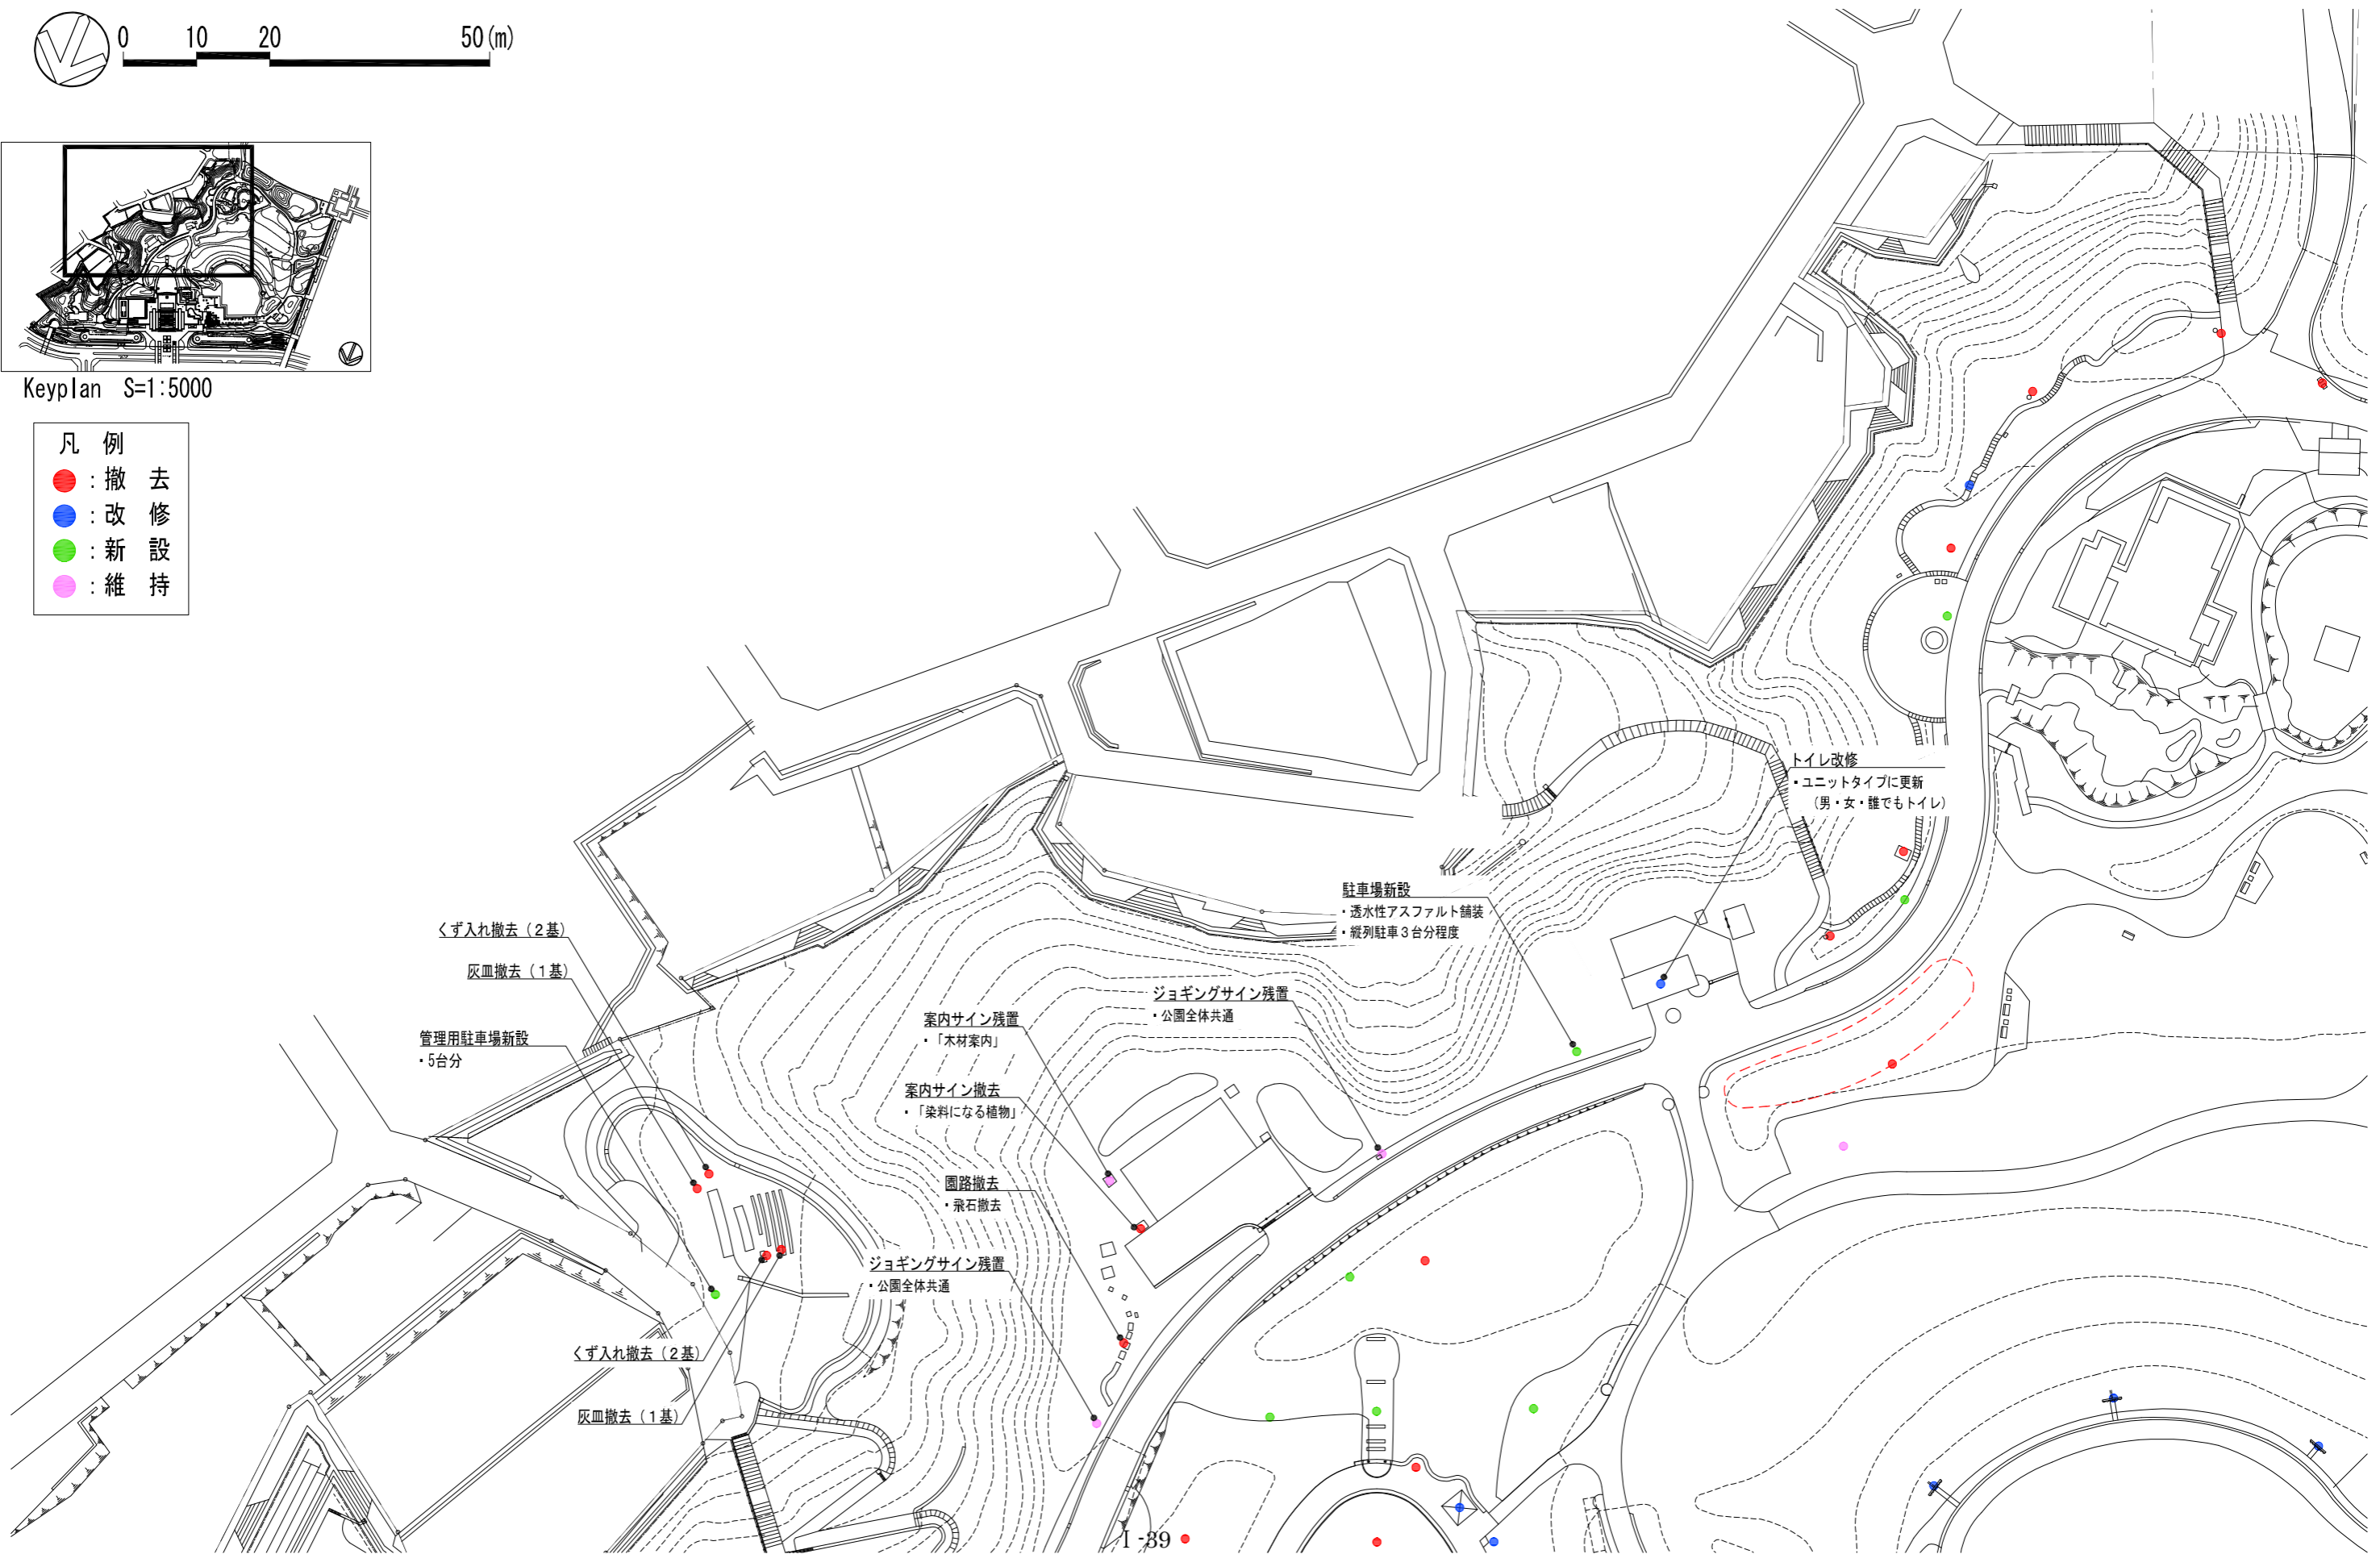 0 10 20 50(m)
Keyplan S=1:5000
凡 例
：撤 去
：改 修
：新 設
：維 持
トイレ改修
・ユニットタイプに更新
（男・女・誰でもトイレ）
駐車場新設
・透水性アスファルト舗装
・縦列駐車３台分程度
くず入れ撤去（２基）
灰皿撤去（１基）
管理用駐車場新設
・5台分
ジョギングサイン残置
・公園全体共通
案内サイン残置
・「木材案内」
案内サイン撤去
・「染料になる植物」
園路撤去
・飛石撤去
ジョギングサイン残置
・公園全体共通
くず入れ撤去（２基）
灰皿撤去（１基）
I-39